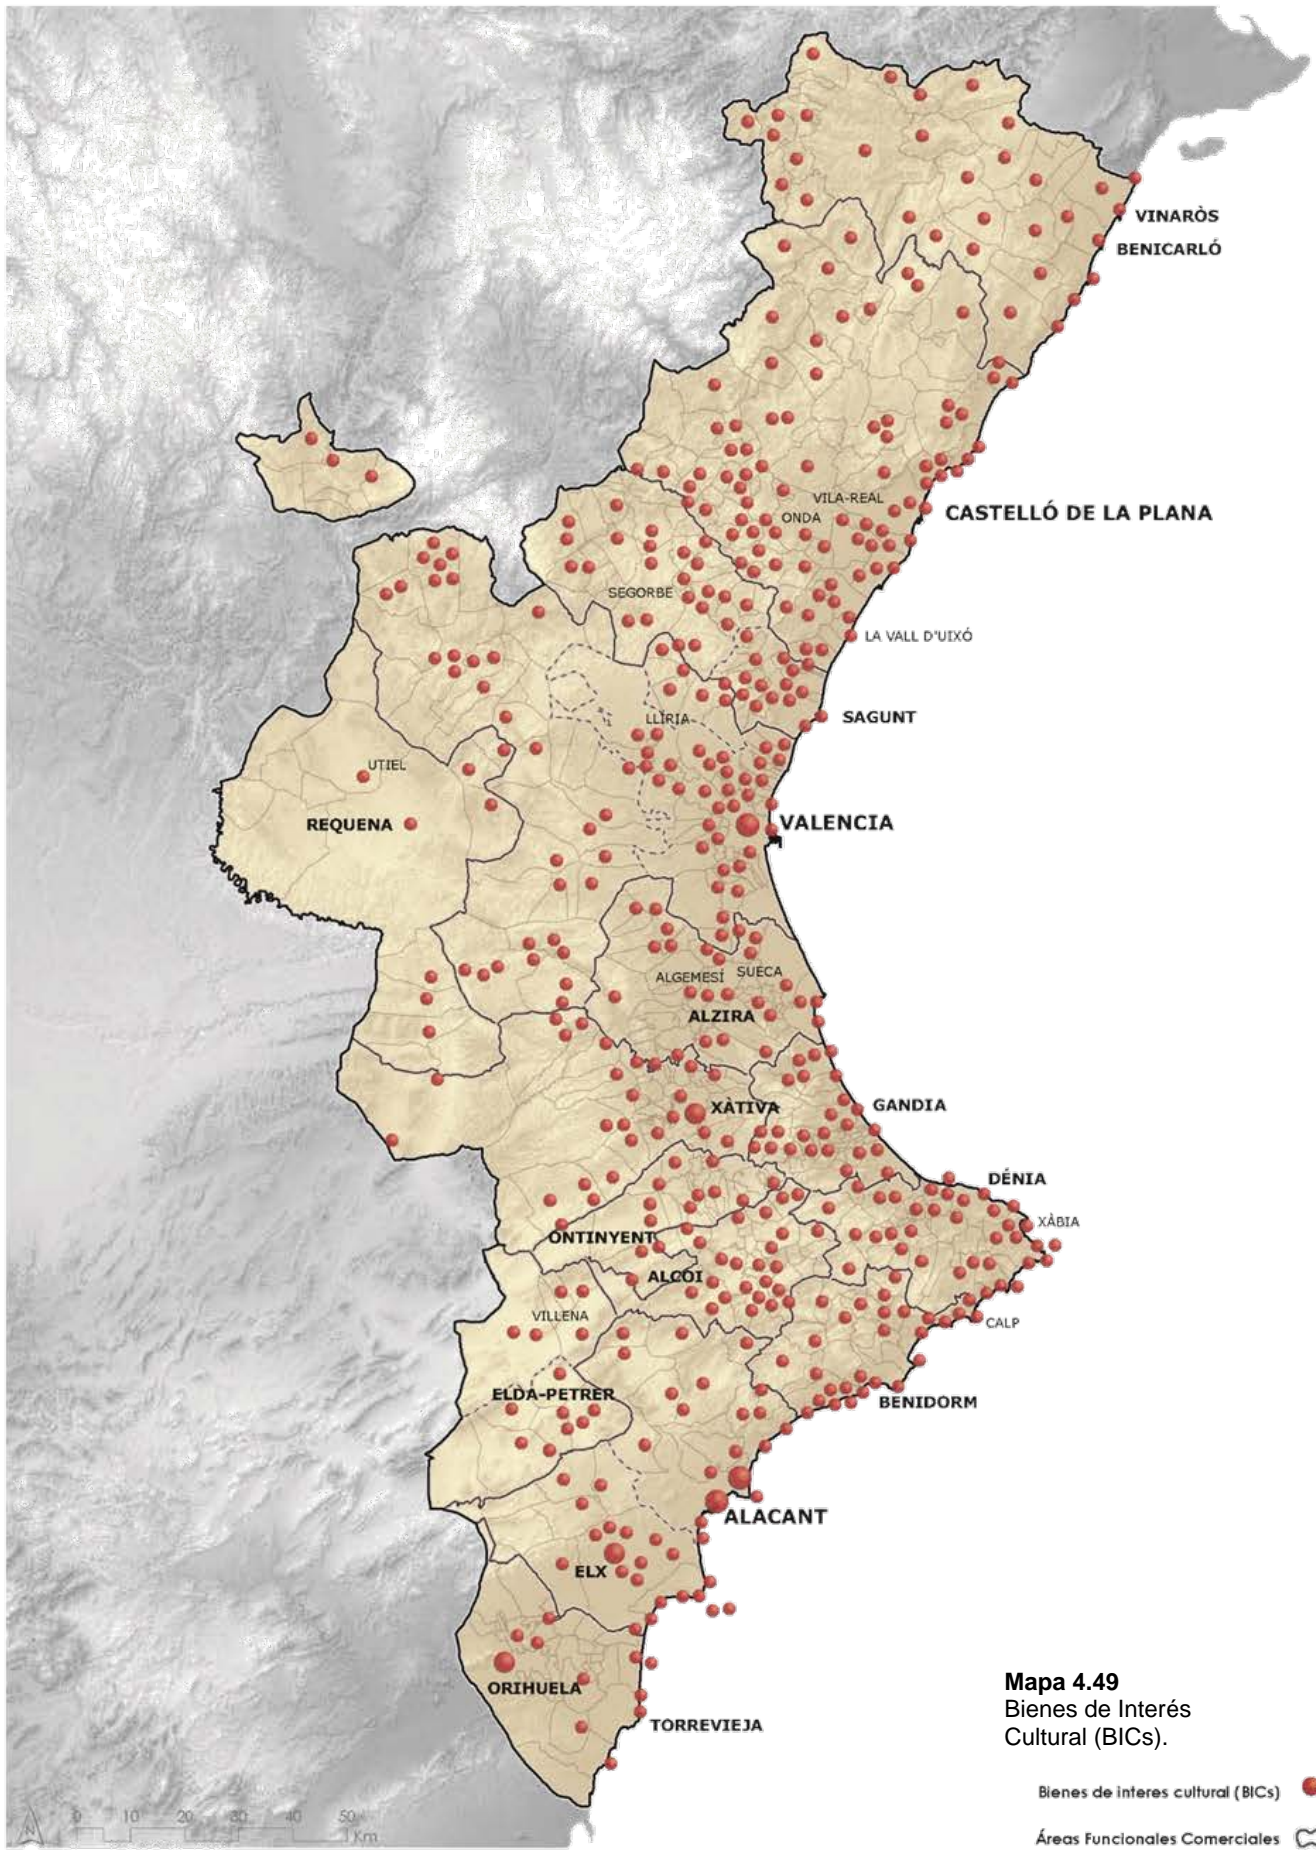 VINARÒS
BENICARLÓ
VILA-REAL
ONDA
CASTELLÓ DE LA PLANA
SEGORBE
LA VALL D'UIXÓ
LLÍRIA
SAGUNT
UTIEL
REQUENA
VALENCIA
ALGEMESÍ
SUECA
ALZIRA
XÀTIVA
GANDIA
DÉNIA
XÀBIA
ONTINYENT
ALCOI
VILLENA
CALP
ELDA-PETRER
BENIDORM
ALACANT
ELX
ORIHUELA
TORREVIEJA
Mapa 4.49
Bienes de Interés
Cultural (BICs).
Bienes de interes cultural (BICs)
Áreas Funcionales Comerciales
N
0 10 20 30 40 50
Km